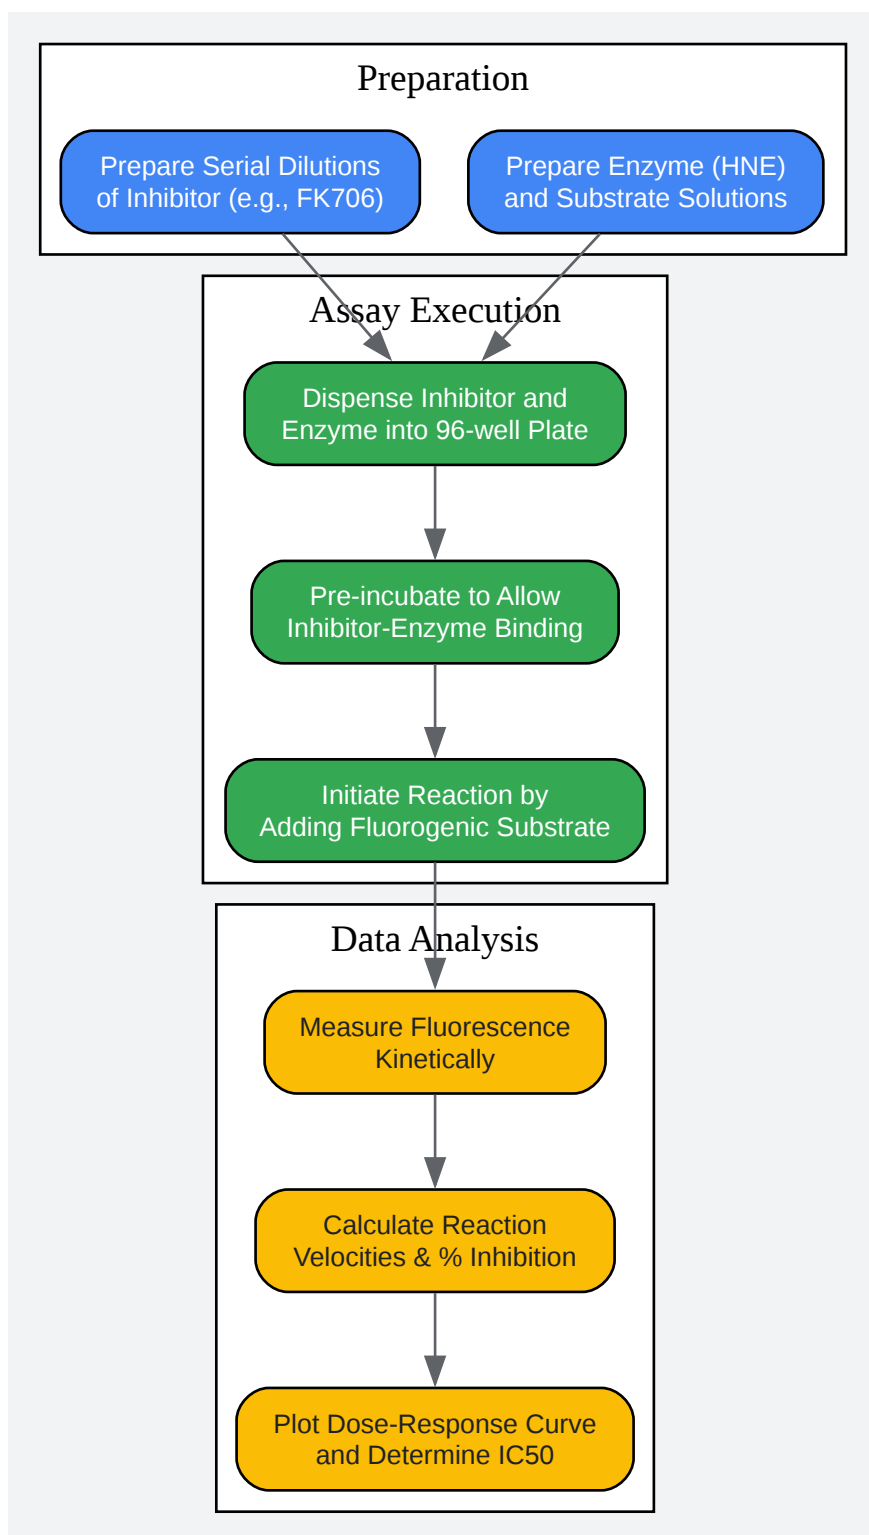 Preparation
Prepare Serial Dilutions
of Inhibitor (e.g., FK706)
Prepare Enzyme (HNE)
and Substrate Solutions
Assay Execution
Dispense Inhibitor and
Enzyme into 96-well Plate
Pre-incubate to Allow
Inhibitor-Enzyme Binding
Initiate Reaction by
Adding Fluorogenic Substrate
Data Analysis
Measure Fluorescence
Kinetically
Calculate Reaction
Velocities & % Inhibition
Plot Dose-Response Curve
and Determine IC50